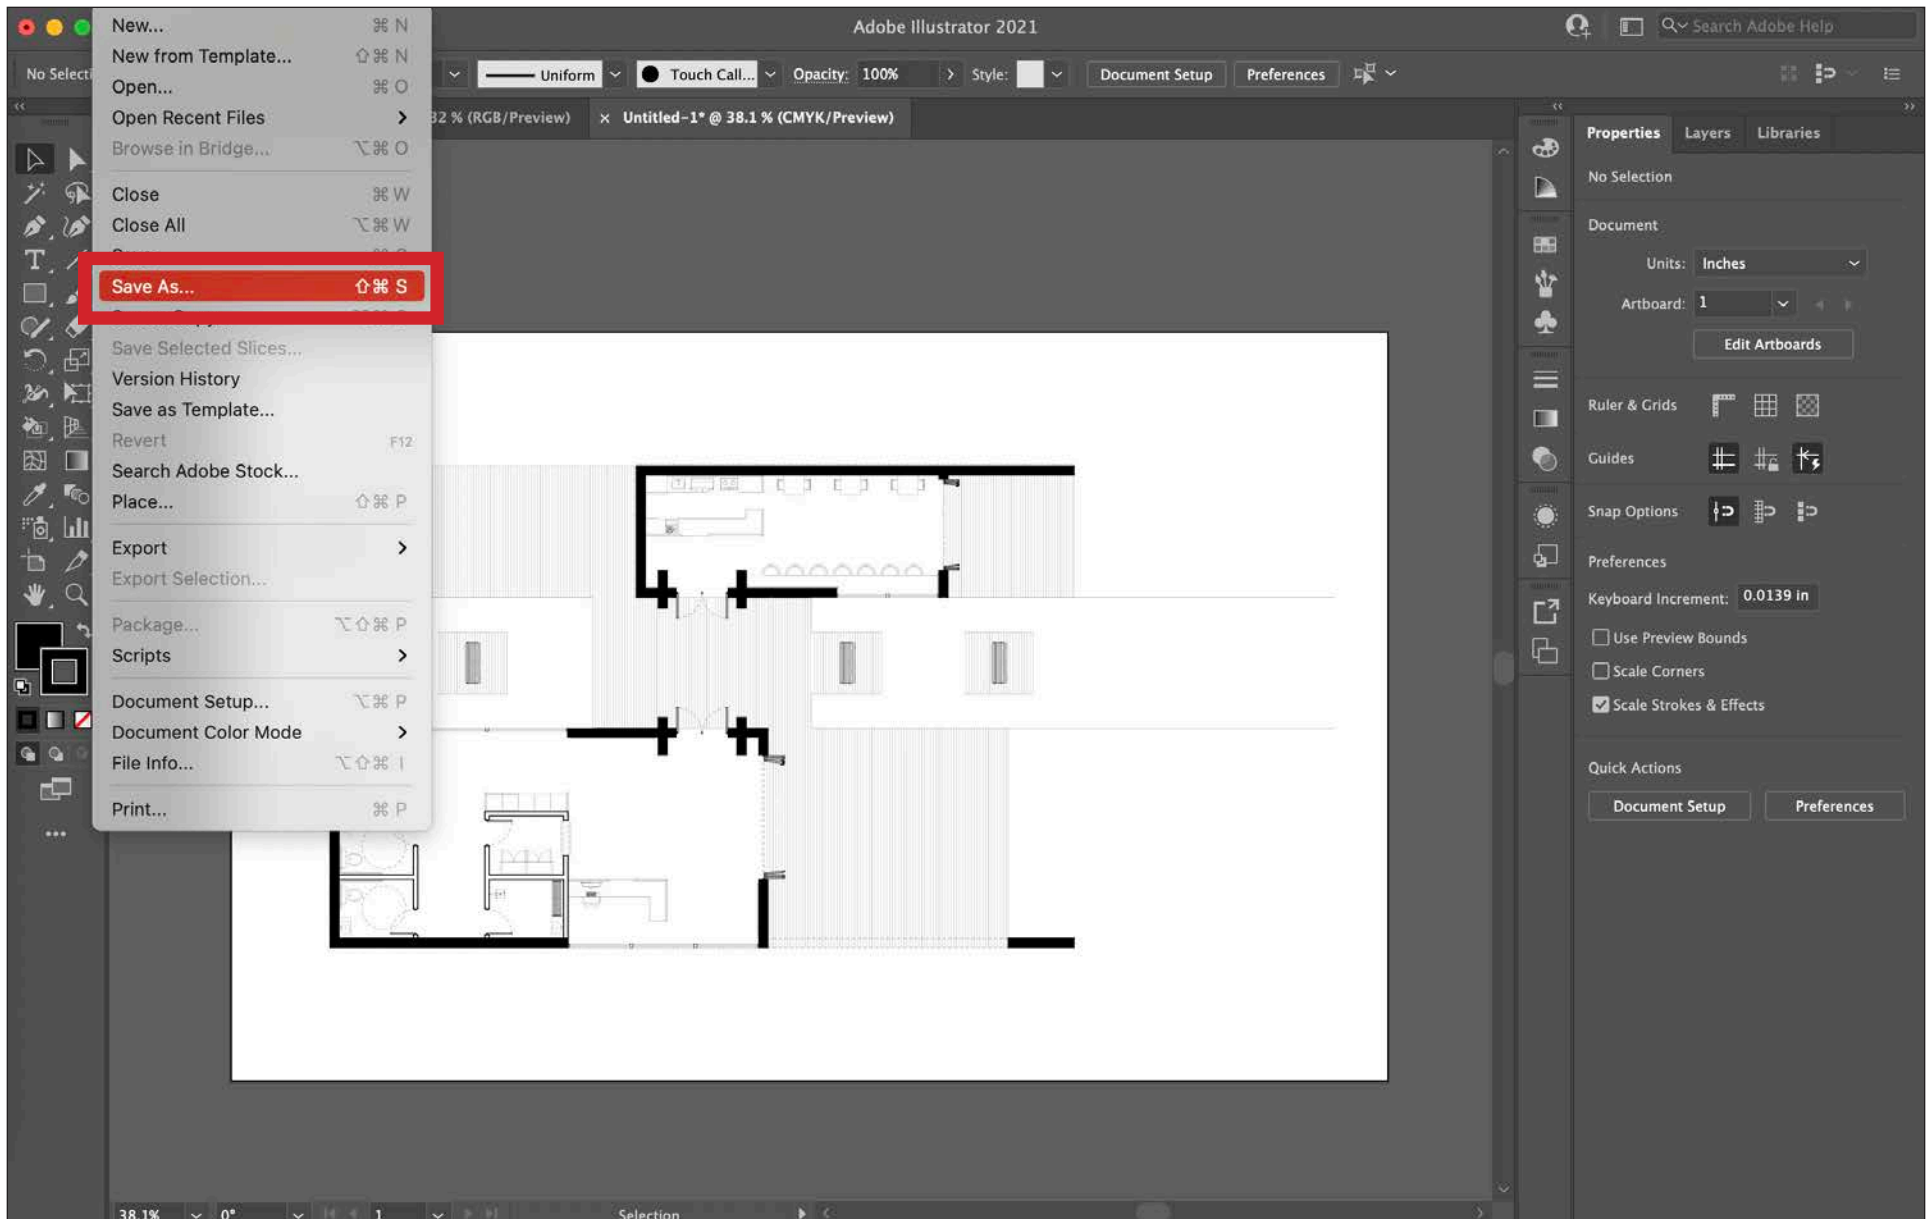 Adobe Illustrator 2021
Search Adobe Help
No Selecti
Uniform
Touch Call...
Opacity: 100%
Style:
Document Setup
Preferences
32 % (RGB/Preview)
× Untitled-1* @ 38.1 % (CMYK/Preview)
New... ⌘ N
New from Template... ⇧⌘ N
Open... ⌘ O
Open Recent Files
Browse in Bridge... ⌥⌘ O
Close ⌘ W
Close All ⌥⌘ W
Save As... ⇧⌘ S
Save Selected Slices...
Version History
Save as Template...
Revert F12
Search Adobe Stock...
Place... ⇧⌘ P
Export
Export Selection...
Package... ⌥⇧⌘ P
Scripts
Document Setup... ⌥⌘ P
Document Color Mode
File Info... ⌥⇧⌘ I
Print... ⌘ P
Properties
Layers
Libraries
No Selection
Document
Units: Inches
Artboard: 1
Edit Artboards
Ruler & Grids
Guides
Snap Options
Preferences
Keyboard Increment: 0.0139 in
Use Preview Bounds
Scale Corners
Scale Strokes & Effects
Quick Actions
Document Setup
Preferences
38.1%
0°
1
Selection